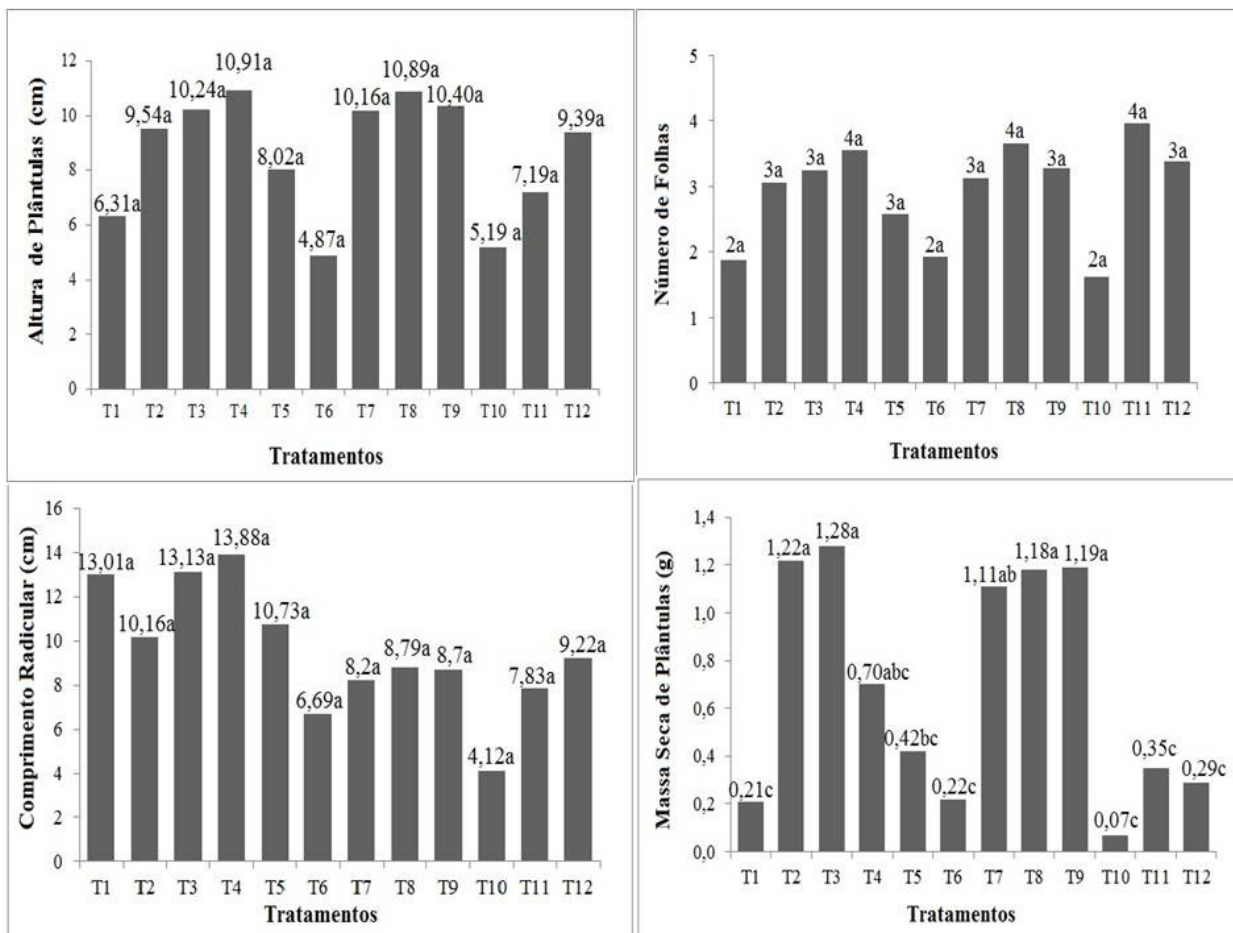 Altura de Plântulas (cm)
12
10
8
6
4
2
0
6,31a
9,54a
10,24a
10,91a
8,02a
4,87a
10,16a
10,89a
10,40a
5,19 a
7,19a
9,39a
T1 T2 T3 T4 T5 T6 T7 T8 T9 T10 T11 T12
Tratamentos
Número de Folhas
5
4
3
2
1
0
2a
3a
3a
4a
3a
2a
3a
4a
3a
2a
4a
3a
T1 T2 T3 T4 T5 T6 T7 T8 T9 T10 T11 T12
Tratamentos
Comprimento Radicular (cm)
16
14
12
10
8
6
4
2
0
13,01a
10,16a
13,13a
13,88a
10,73a
6,69a
8,2a
8,79a
8,7a
4,12a
7,83a
9,22a
T1 T2 T3 T4 T5 T6 T7 T8 T9 T10 T11 T12
Tratamentos
Massa Seca de Plântulas (g)
1,4
1,2
1,0
0,8
0,6
0,4
0,2
0,0
0,21c
1,22a
1,28a
0,70abc
0,42bc
0,22c
1,11ab
1,18a
1,19a
0,07c
0,35c
0,29c
T1 T2 T3 T4 T5 T6 T7 T8 T9 T10 T11 T12
Tratamentos